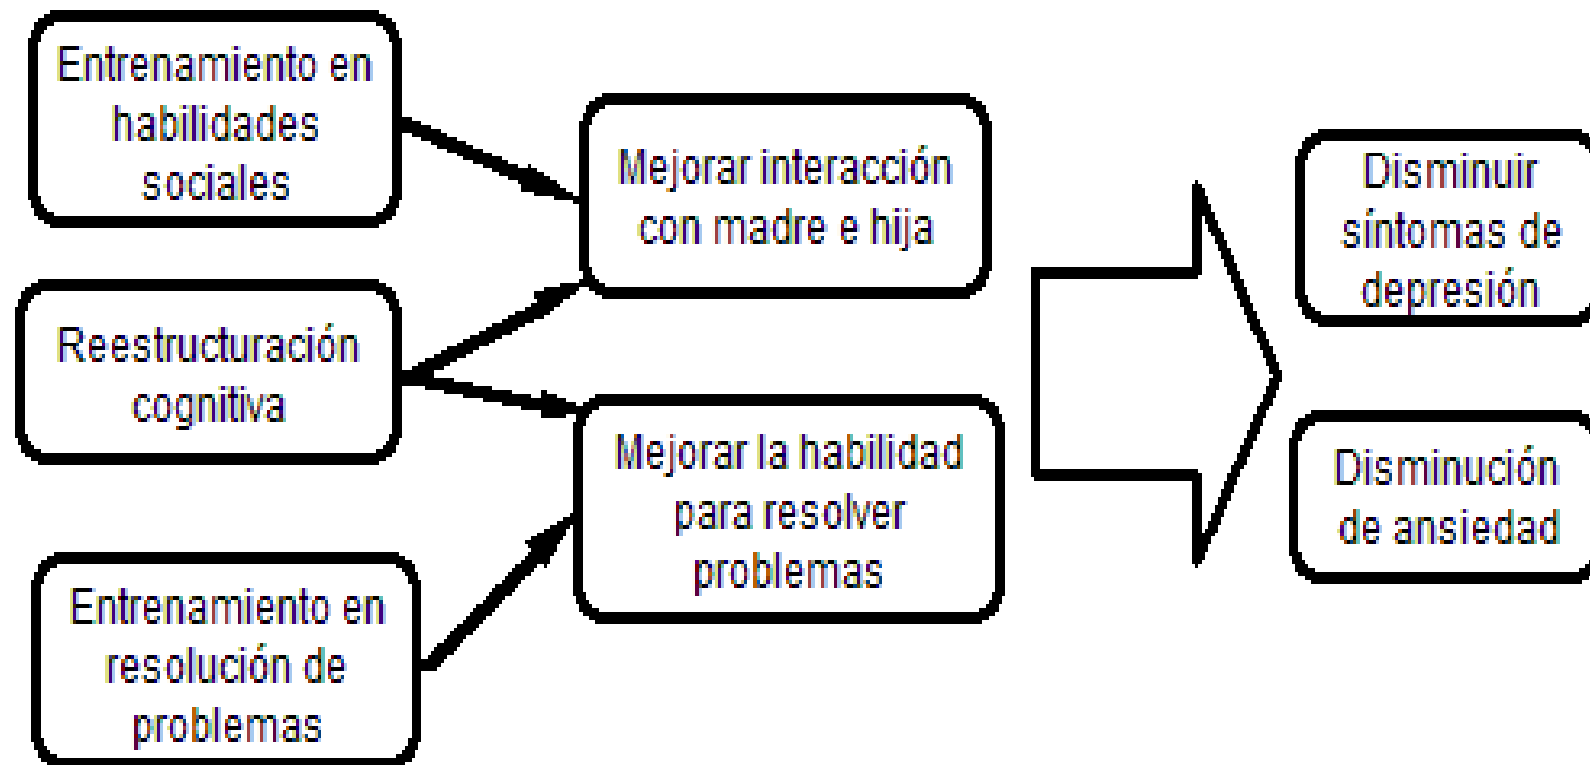 Entrenamiento en
habilidades
sociales
Reestructuración
cognitiva
Entrenamiento en
resolución de
problemas
Mejorar interacción
con madre e hija
Mejorar la habilidad
para resolver
problemas
Disminuir
síntomas de
depresión
Disminución
de ansiedad